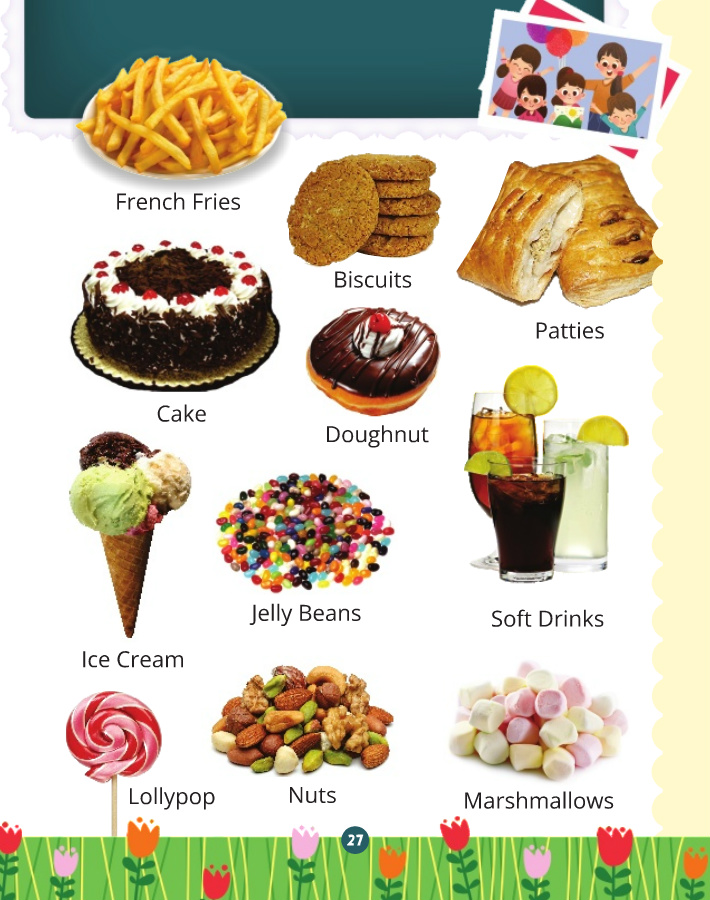 French Fries
Biscuits
Patties
Cake
Doughnut
Jelly Beans
Soft Drinks
Ice Cream
Lollypop
Nuts
Marshmallows
27